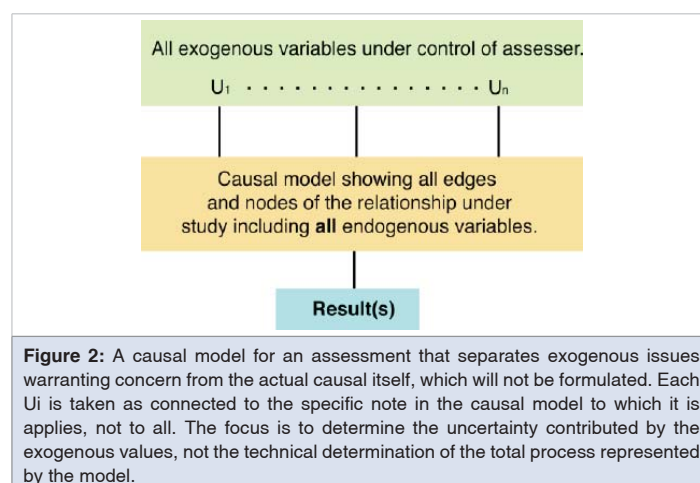 All exogenous variables under control of assesser.
U1 . . . . . . . . . . . . . . . Un
Causal model showing all edges
and nodes of the relationship under
study including all endogenous variables.
Result(s)
Figure 2: A causal model for an assessment that separates exogenous issues
warranting concern from the actual causal itself, which will not be formulated. Each
Ui is taken as connected to the specific note in the causal model to which it is
applies, not to all. The focus is to determine the uncertainty contributed by the
exogenous values, not the technical determination of the total process represented
by the model.